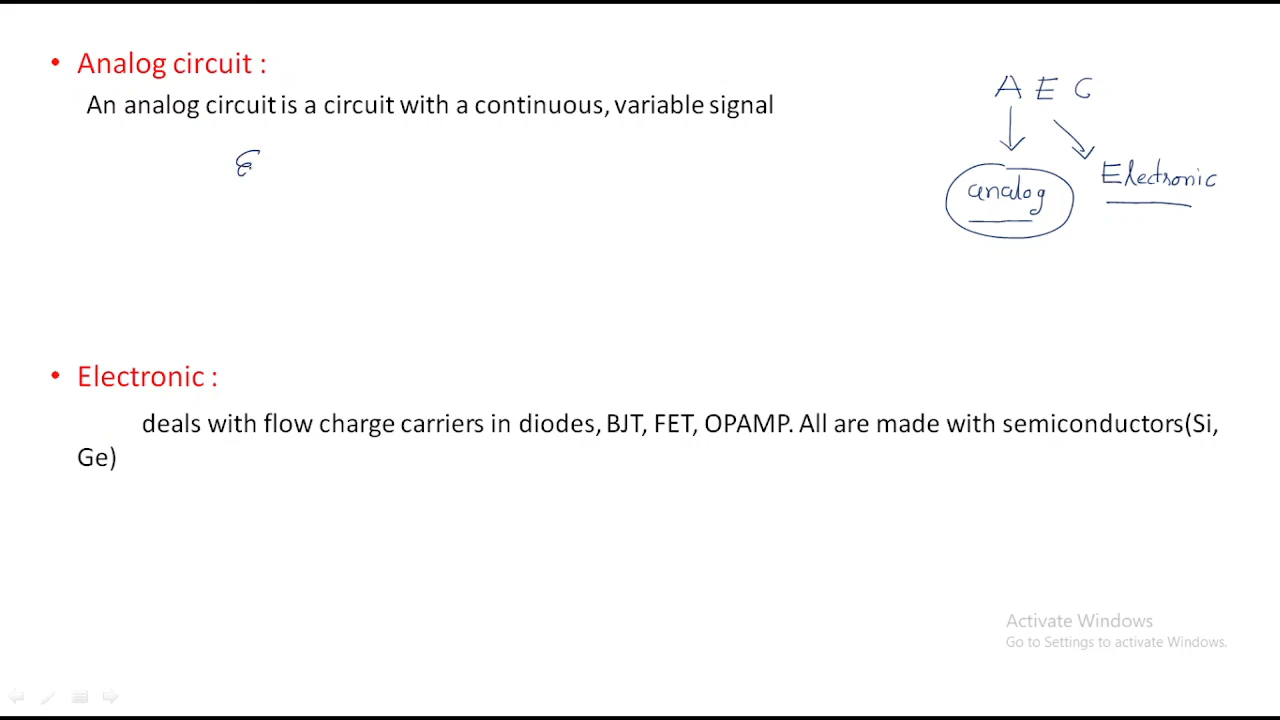 • Analog circuit :
An analog circuit is a circuit with a continuous, variable signal
A E C
analog
Electronic
• Electronic :
deals with flow charge carriers in diodes, BJT, FET, OPAMP. All are made with semiconductors(Si,
Ge)
Activate Windows
Go to Settings to activate Windows.